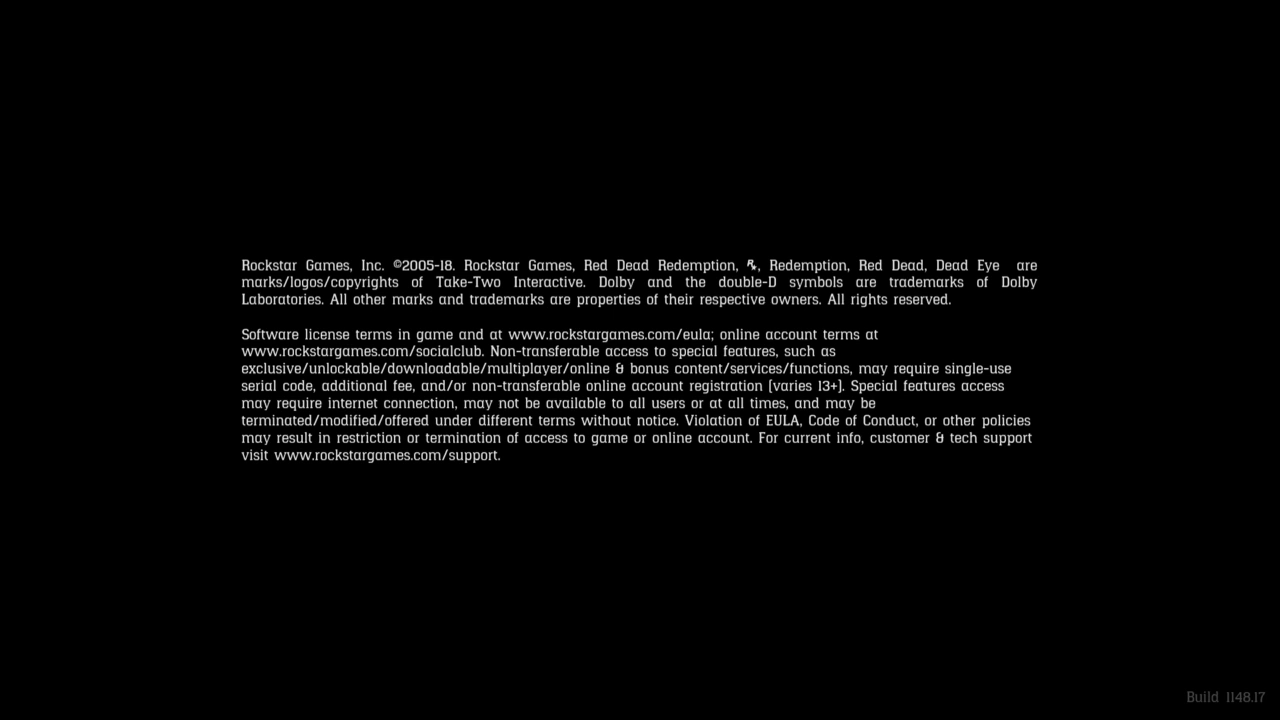 Rockstar Games, Inc. ©2005-18. Rockstar Games, Red Dead Redemption, , Redemption, Red Dead, Dead Eye are
marks/logos/copyrights of Take-Two Interactive. Dolby and the double-D symbols are trademarks of Dolby
Laboratories. All other marks and trademarks are properties of their respective owners. All rights reserved.
Software license terms in game and at www.rockstargames.com/eula; online account terms at
www.rockstargames.com/socialclub. Non-transferable access to special features, such as
exclusive/unlockable/downloadable/multiplayer/online & bonus content/services/functions, may require single-use
serial code, additional fee, and/or non-transferable online account registration (varies 13+). Special features access
may require internet connection, may not be available to all users or at all times, and may be
terminated/modified/offered under different terms without notice. Violation of EULA, Code of Conduct, or other policies
may result in restriction or termination of access to game or online account. For current info, customer & tech support
visit www.rockstargames.com/support.
Build 1148.17